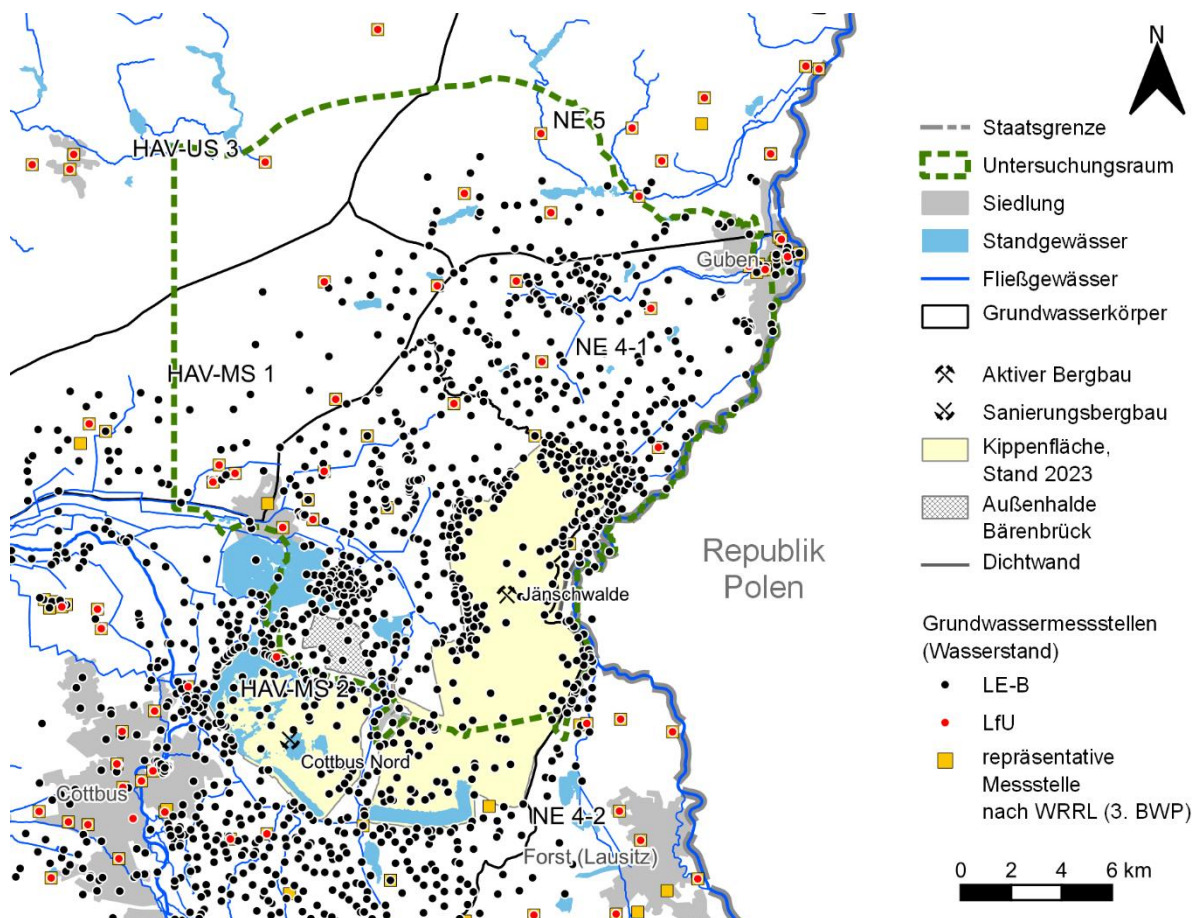 HAV-US 3
NE 5
Guben
HAV-MS 1
NE 4-1
Republik
Polen
Jänschwalde
HAV-MS 2
Cottbus Nord
Cottbus
NE 4-2
Forst (Lausitz)
N
Staatsgrenze
Untersuchungsraum
Siedlung
Standgewässer
Fließgewässer
Grundwasserkörper
Aktiver Bergbau
Sanierungsbergbau
Kippenfläche,
Stand 2023
Außenhalde
Bärenbrück
Dichtwand
Grundwassermessstellen
(Wasserstand)
LE-B
LfU
repräsentative
Messstelle
nach WRRL (3. BWP)
0 2 4 6 km